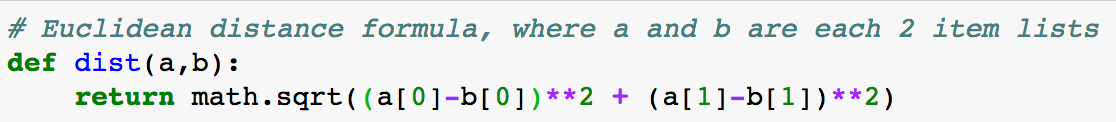 # Euclidean distance formula, where a and b are each 2 item lists
def dist(a,b):
    return math.sqrt((a[0]-b[0])**2 + (a[1]-b[1])**2)